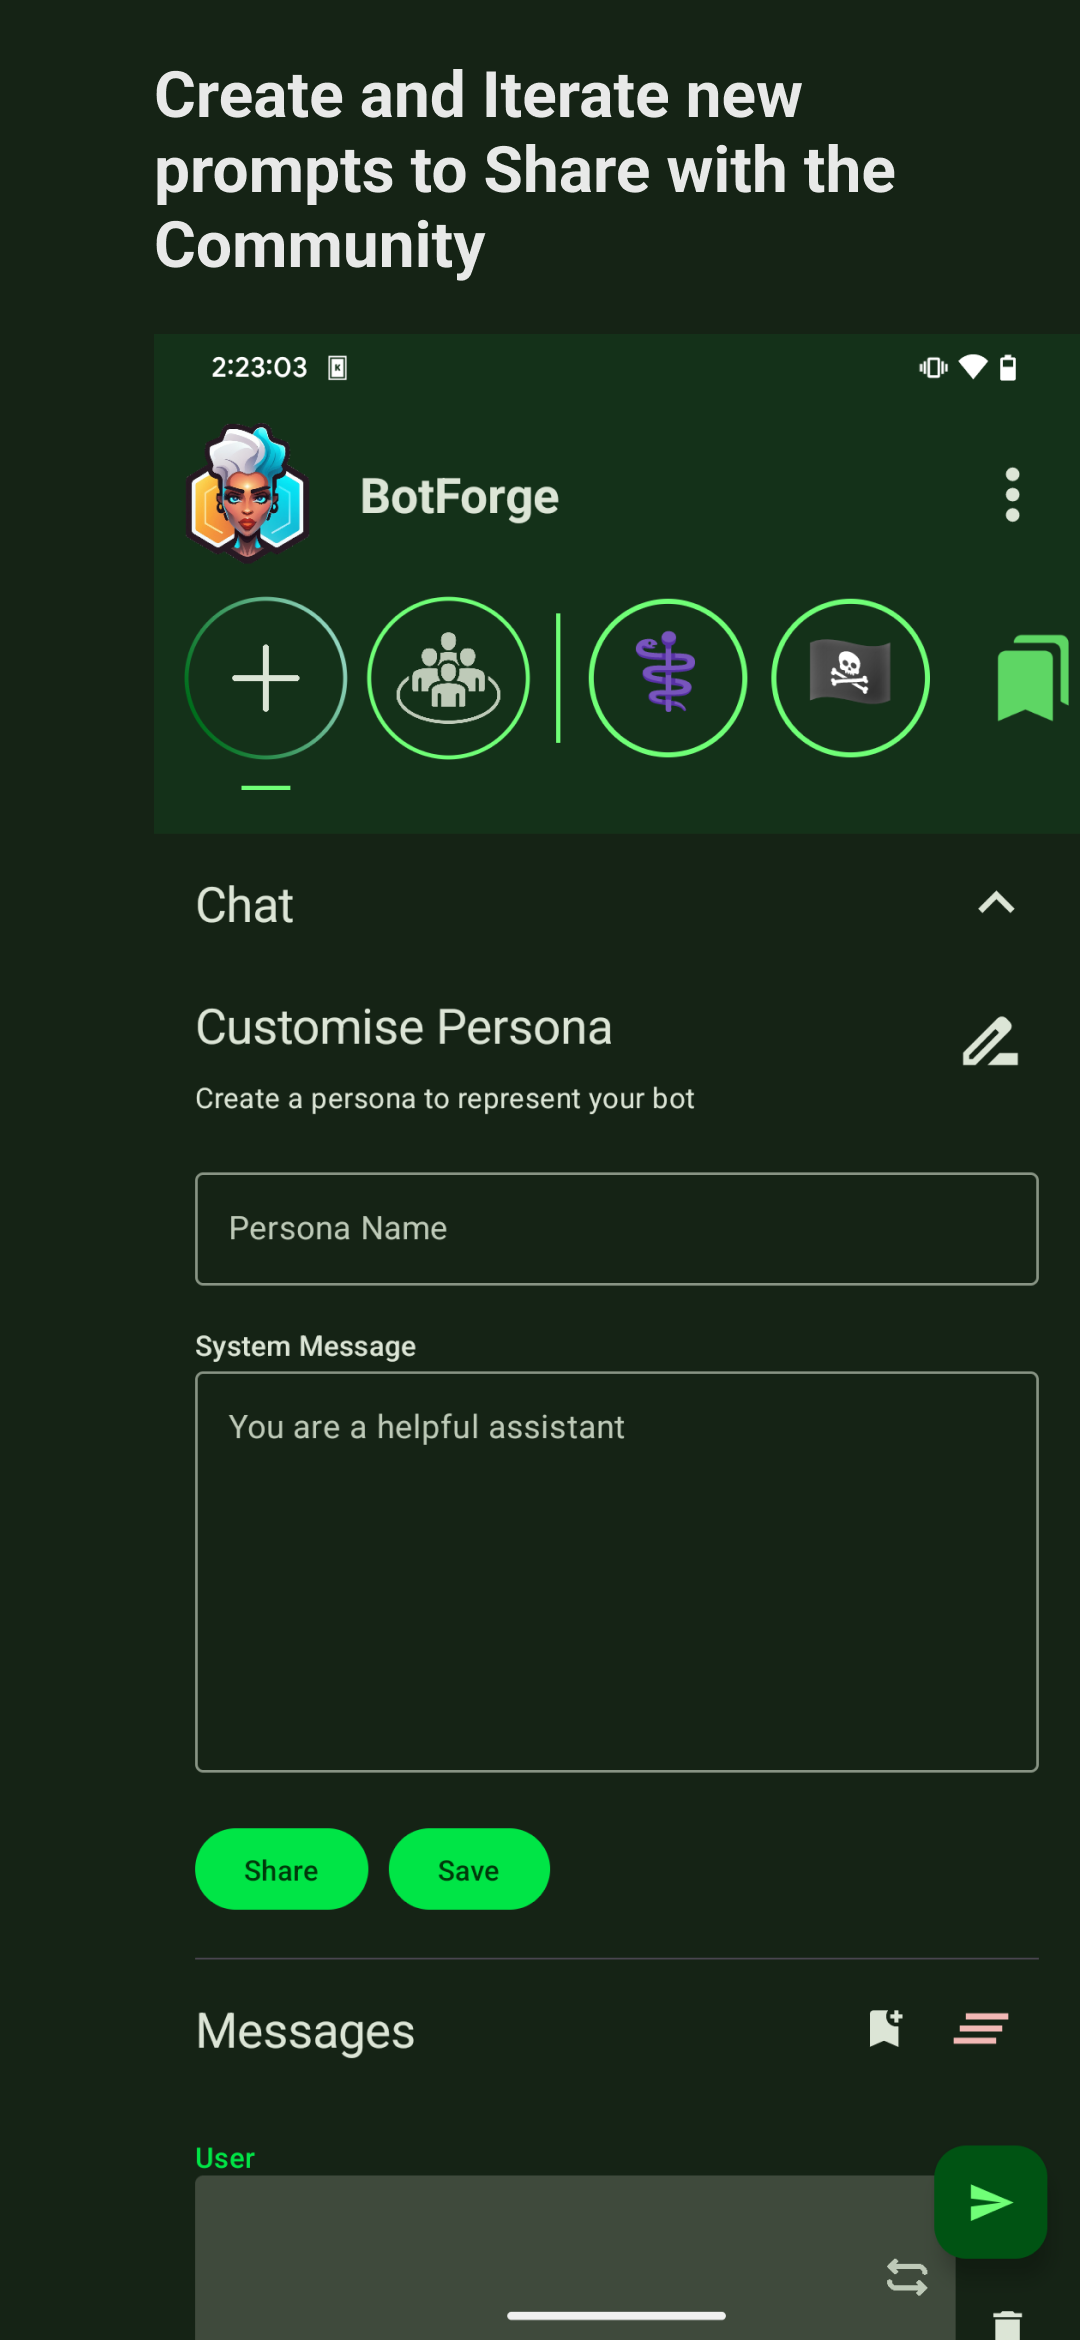 Create and Iterate new
prompts to Share with the
Community
2:23:03
BotForge
Chat
Customise Persona
Create a persona to represent your bot
Persona Name
System Message
You are a helpful assistant
Share
Save
Messages
User